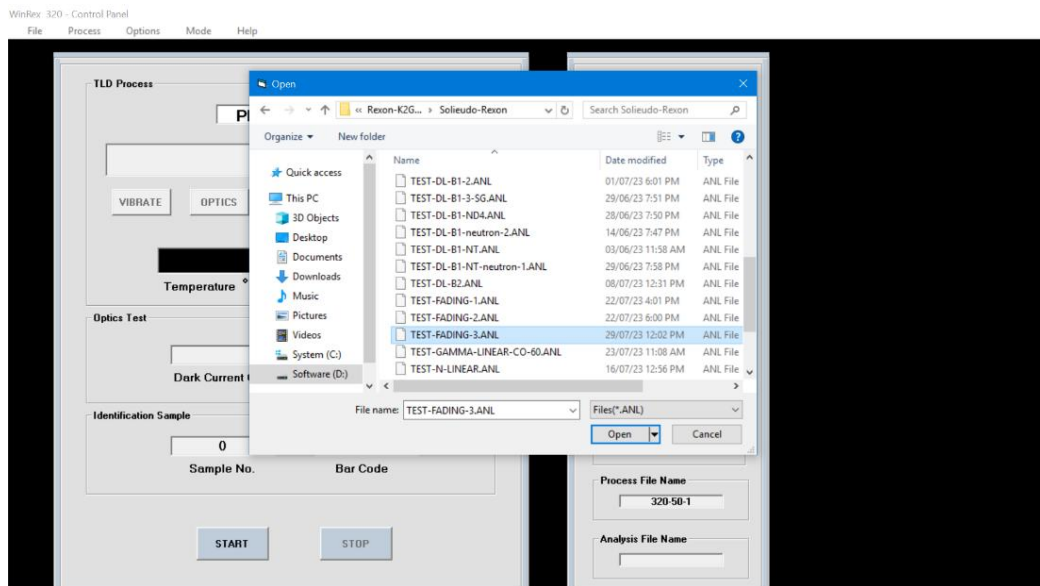 WinRex 320 - Control Panel
File Process Options Mode Help
TLD Process
VIBRATE OPTICS
Temperature °
Optics Test
Dark Current
Identification Sample
0
Sample No. Bar Code
START STOP
Open
« Rexon-K2G... › Solieudo-Rexon
Search Solieudo-Rexon
Organize New folder
Quick access
This PC
3D Objects
Desktop
Documents
Downloads
Music
Pictures
Videos
System (C:)
Software (D:)
Name Date modified Type
TEST-DL-B1-2.ANL 01/07/23 6:01 PM ANL File
TEST-DL-B1-3-SG.ANL 29/06/23 7:51 PM ANL File
TEST-DL-B1-ND4.ANL 28/06/23 7:50 PM ANL File
TEST-DL-B1-neutron-2.ANL 14/06/23 7:47 PM ANL File
TEST-DL-B1-NT.ANL 03/06/23 11:58 AM ANL File
TEST-DL-B1-NT-neutron-1.ANL 29/06/23 7:58 PM ANL File
TEST-DL-B2.ANL 08/07/23 12:31 PM ANL File
TEST-FADING-1.ANL 22/07/23 4:01 PM ANL File
TEST-FADING-2.ANL 22/07/23 6:00 PM ANL File
TEST-FADING-3.ANL 29/07/23 12:02 PM ANL File
TEST-GAMMA-LINEAR-CO-60.ANL 23/07/23 11:08 AM ANL File
TEST-N-LINEAR.ANL 16/07/23 12:56 PM ANL File
File name: TEST-FADING-3.ANL Files(*.ANL)
Open Cancel
Process File Name
320-50-1
Analysis File Name